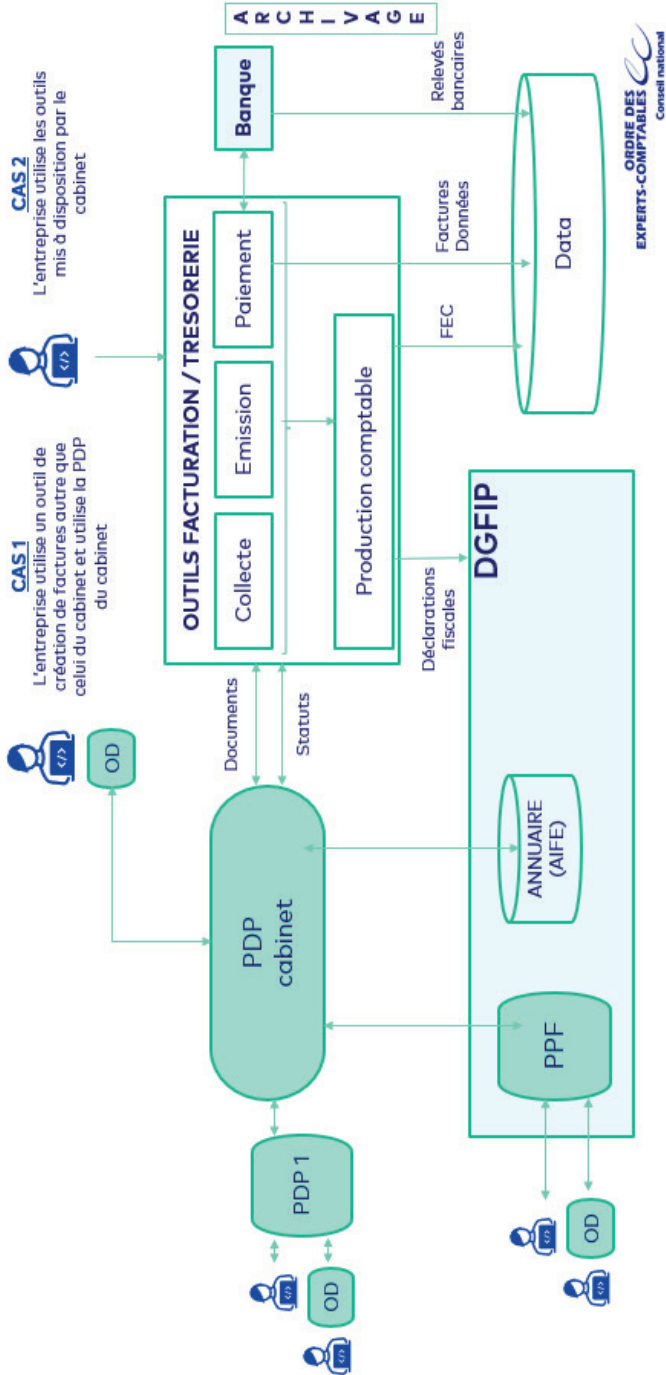 CAS 1
L'entreprise utilise un outil de
création de factures autre que
celui du cabinet et utilise la PDP
du cabinet
CAS 2
L'entreprise utilise les outils
mis à disposition par le
cabinet
OD
OUTILS FACTURATION / TRESORERIE
Collecte
Emission
Paiement
Banque
A
R
C
H
I
V
A
G
E
Production comptable
Documents
Statuts
PDP
cabinet
PDP 1
OD
Déclarations
fiscales
FEC
Factures
Données
Relevés
bancaires
DGFIP
PPF
ANNUAIRE
(AIFE)
OD
Data
ORDRE DES
EXPERTS-COMPTABLES
Conseil national